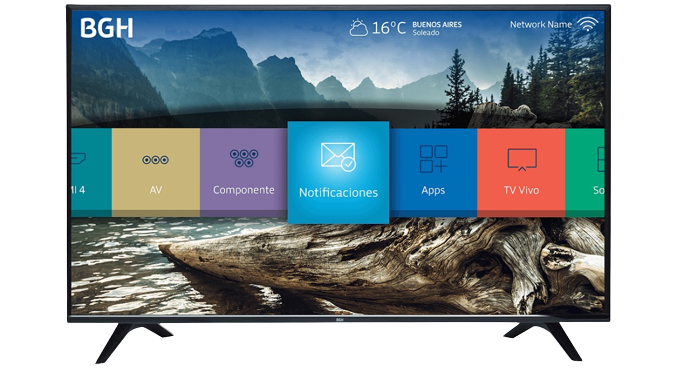 BGH
16°C
BUENOS AIRES
Soleado
Network Name
MI 4
AV
Componente
Notificaciones
Apps
TV Vivo
So
BGH